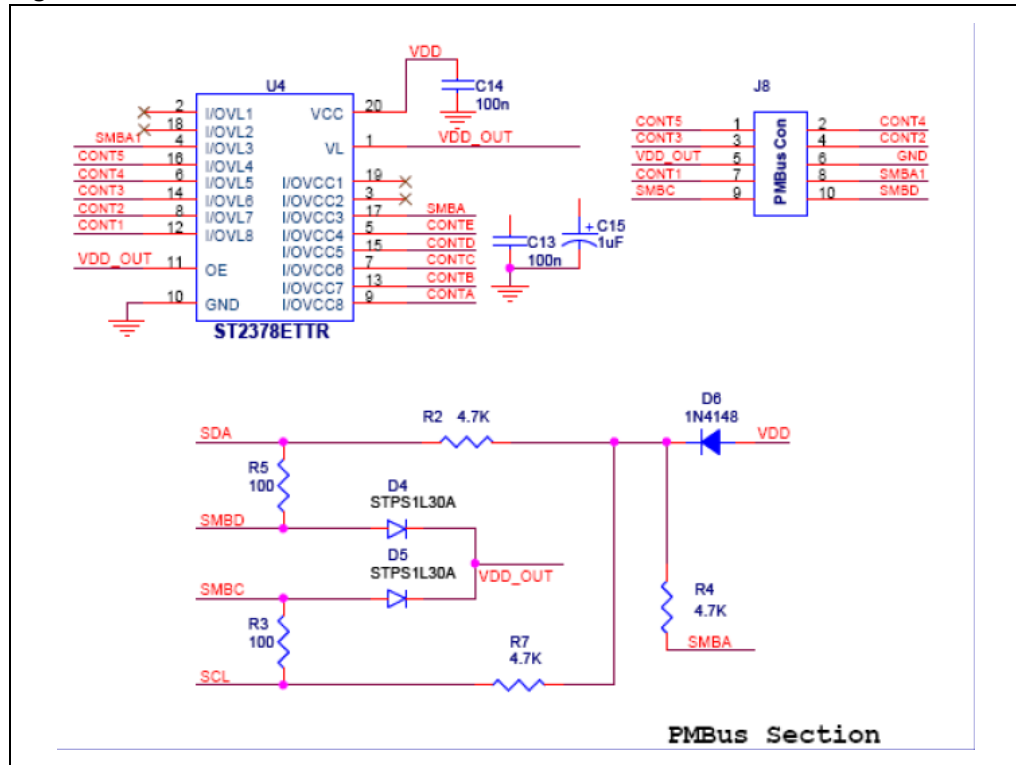 VDD
U4
C14
100n
J8
2 I/OVL1 VCC 20
18 I/OVL2
SMBA1 4 I/OVL3 VL 1 VDD_OUT
CONT5 16 I/OVL4
CONT4 6 I/OVL5 I/OVCC1 19
CONT3 14 I/OVL6 I/OVCC2 3
CONT2 8 I/OVL7 I/OVCC3 17 SMBA
CONT1 12 I/OVL8 I/OVCC4 5 CONTE
I/OVCC5 15 CONTD
VDD_OUT 11 OE I/OVCC6 7 CONTC
I/OVCC7 13 CONTB
10 GND I/OVCC8 9 CONTA
ST2378ETTR
C13
100n
+ C15
1uF
CONT5 1 2 CONT4
CONT3 3 4 CONT2
VDD_OUT 5 6 GND
CONT1 7 8 SMBA1
SMBC 9 10 SMBD
PMBus Con
SDA
R2 4.7K
D6
1N4148
VDD
R5
100
D4
STPS1L30A
SMBD
D5
STPS1L30A
VDD_OUT
SMBC
R4
4.7K
R3
100
R7
4.7K
SMBA
SCL
PMBus Section